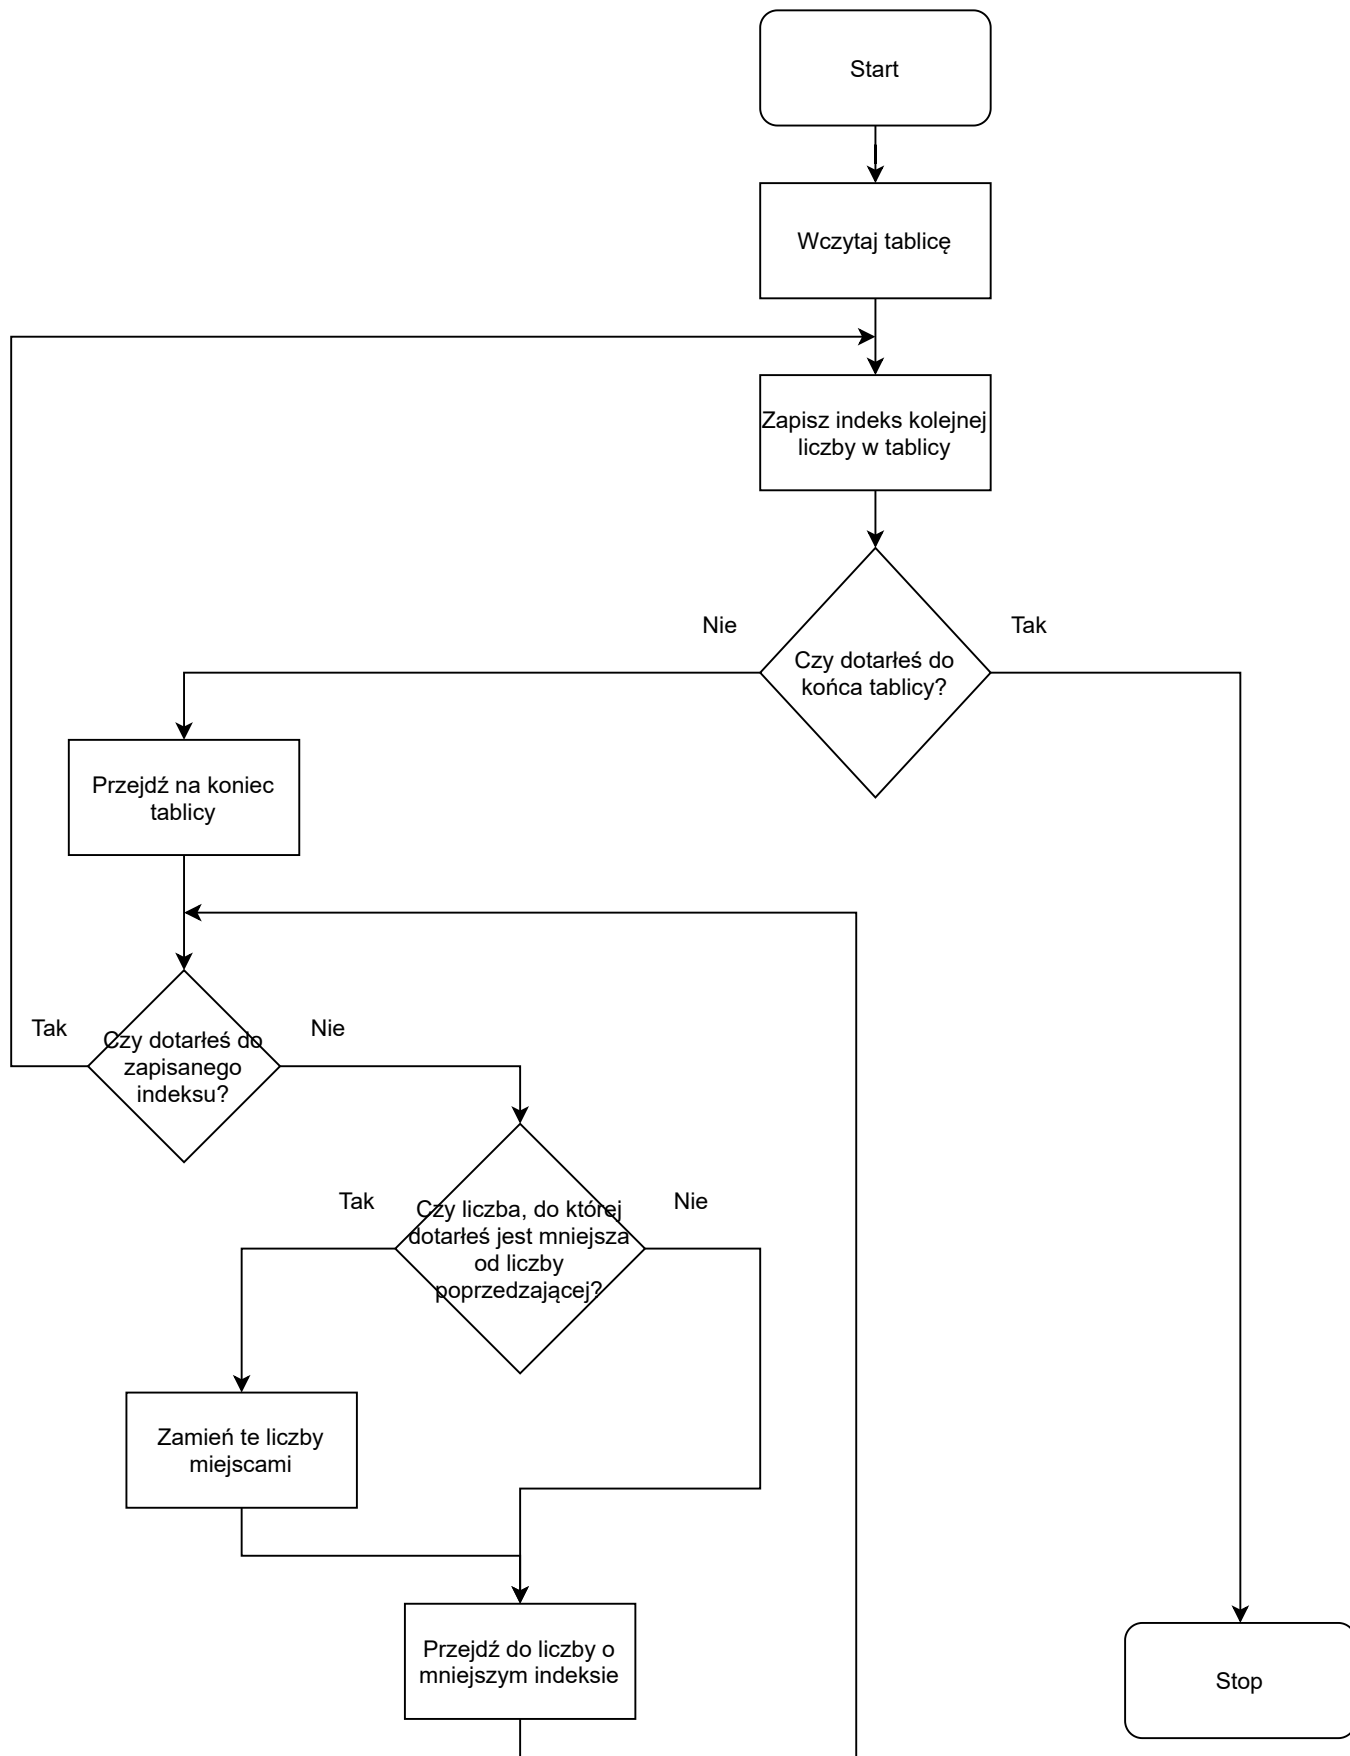 Start
Wczytaj tablicę
Zapisz indeks kolejnej
liczby w tablicy
Nie
Tak
Czy dotarłeś do
końca tablicy?
Przejdź na koniec
tablicy
Tak
Nie
Czy dotarłeś do
zapisanego
indeksu?
Tak
Nie
Czy liczba, do której
dotarłeś jest mniejsza
od liczby
poprzedzającej?
Zamień te liczby
miejscami
Przejdź do liczby o
mniejszym indeksie
Stop